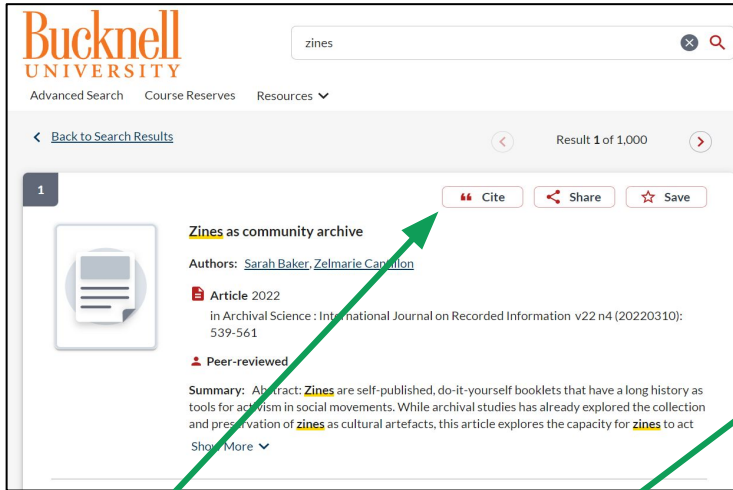 Bucknell
UNIVERSITY
zines
Advanced Search Course Reserves Resources
Back to Search Results
Result 1 of 1,000
1
Cite Share Save
Zines as community archive
Authors: Sarah Baker, Zelmarie Cantillon
Article 2022
in Archival Science : International Journal on Recorded Information v22 n4 (20220310):
539-561
Peer-reviewed
Summary: Abstract: Zines are self-published, do-it-yourself booklets that have a long history as
tools for activism in social movements. While archival studies has already explored the collection
and preservation of zines as cultural artefacts, this article explores the capacity for zines to act
Show More